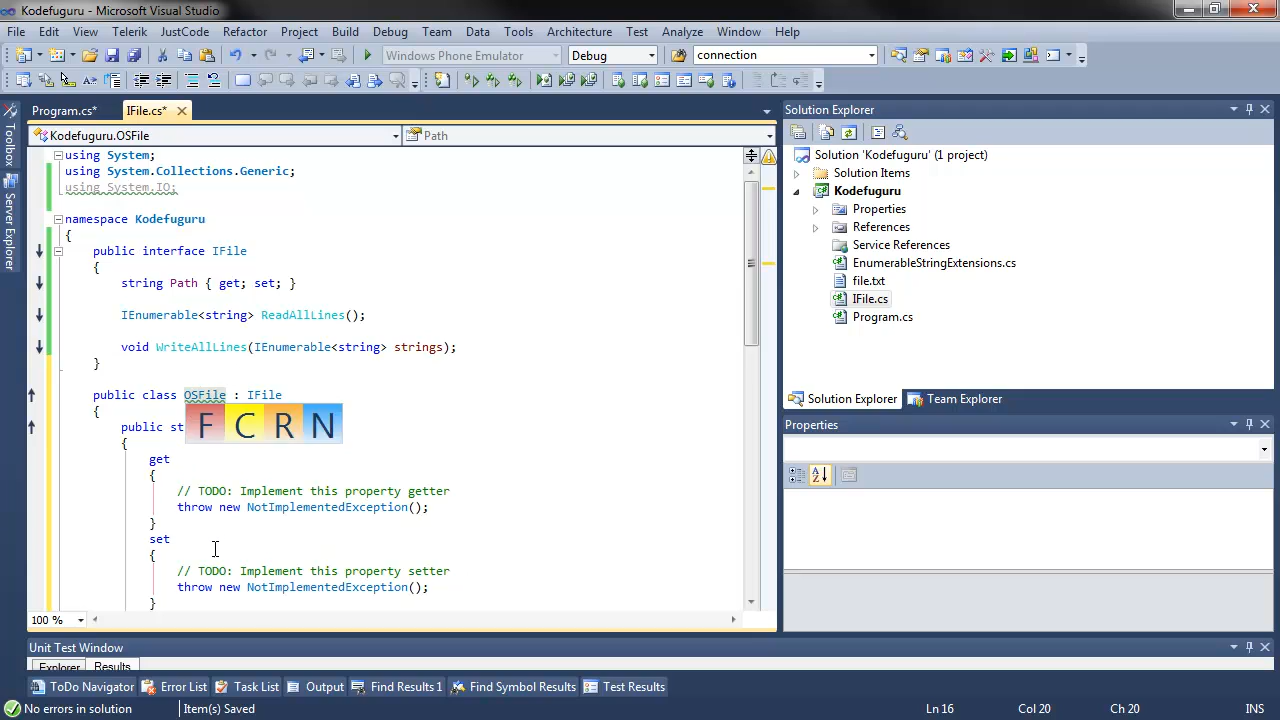 Kodefuguru - Microsoft Visual Studio
File Edit View Telerik JustCode Refactor Project Build Debug Team Data Tools Architecture Test Analyze Window Help
Windows Phone Emulator Debug connection
Program.cs* IFile.cs*
Kodefuguru.OSFile Path
using System;
using System.Collections.Generic;
using System.IO;
namespace Kodefuguru
{
public interface IFile
{
string Path { get; set; }
IEnumerable<string> ReadAllLines();
void WriteAllLines(IEnumerable<string> strings);
}
public class OSFile : IFile
{
F C R N
public st
{
get
{
// TODO: Implement this property getter
throw new NotImplementedException();
}
set
{
// TODO: Implement this property setter
throw new NotImplementedException();
}
100 %
Toolbox
Server Explorer
Solution Explorer
Solution 'Kodefuguru' (1 project)
Solution Items
Kodefuguru
Properties
References
Service References
EnumerableStringExtensions.cs
file.txt
IFile.cs
Program.cs
Solution Explorer Team Explorer
Properties
Unit Test Window
Explorer Results
ToDo Navigator Error List Task List Output Find Results 1 Find Symbol Results Test Results
No errors in solution Item(s) Saved Ln 16 Col 20 Ch 20 INS